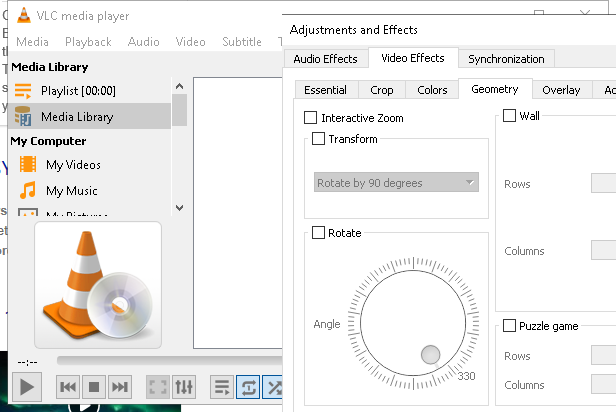 VLC media player
Media Playback Audio Video Subtitle
Media Library
Playlist [00:00]
Media Library
My Computer
My Videos
My Music
My Pictures
--:--
Adjustments and Effects
Audio Effects Video Effects Synchronization
Essential Crop Colors Geometry Overlay
Interactive Zoom
Transform
Rotate by 90 degrees
Rotate
Angle
330
Wall
Rows
Columns
Puzzle game
Rows
Columns